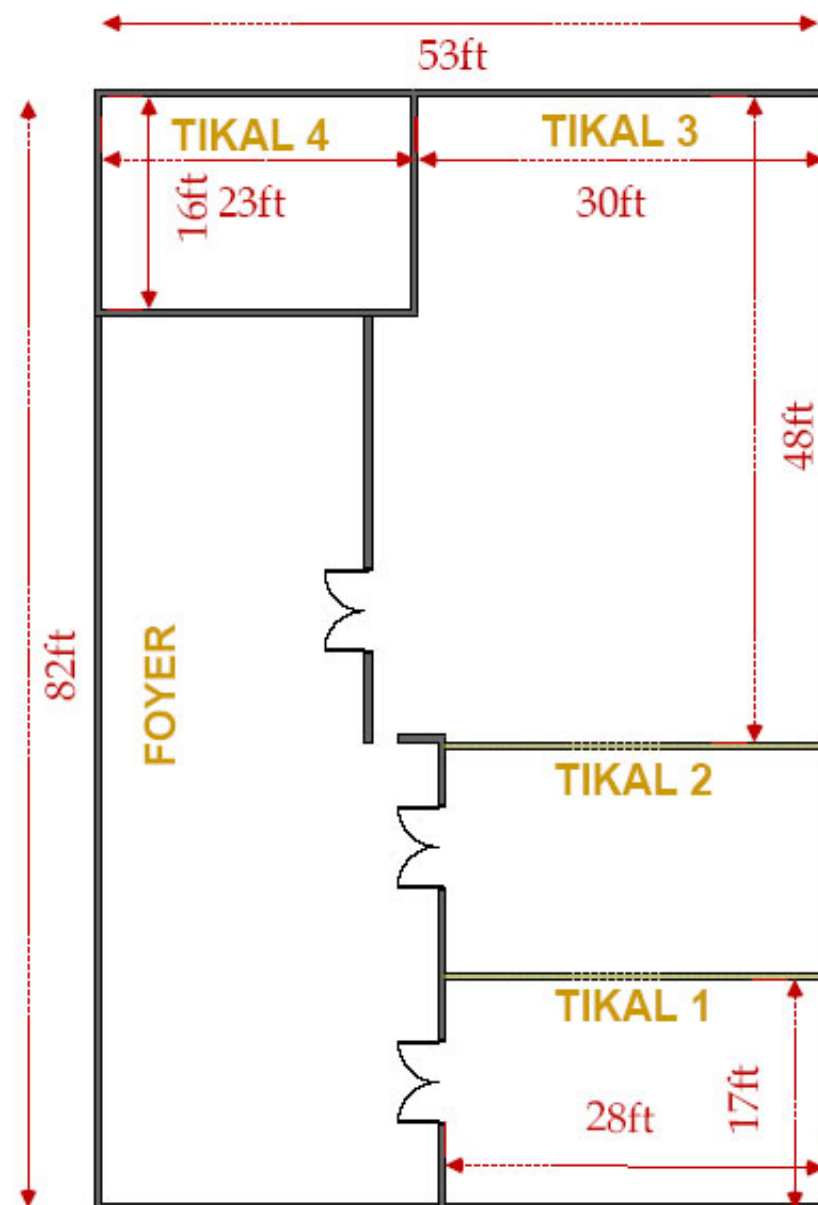 53ft
TIKAL 4
TIKAL 3
16ft
23ft
30ft
48ft
82ft
FOYER
TIKAL 2
TIKAL 1
28ft
17ft